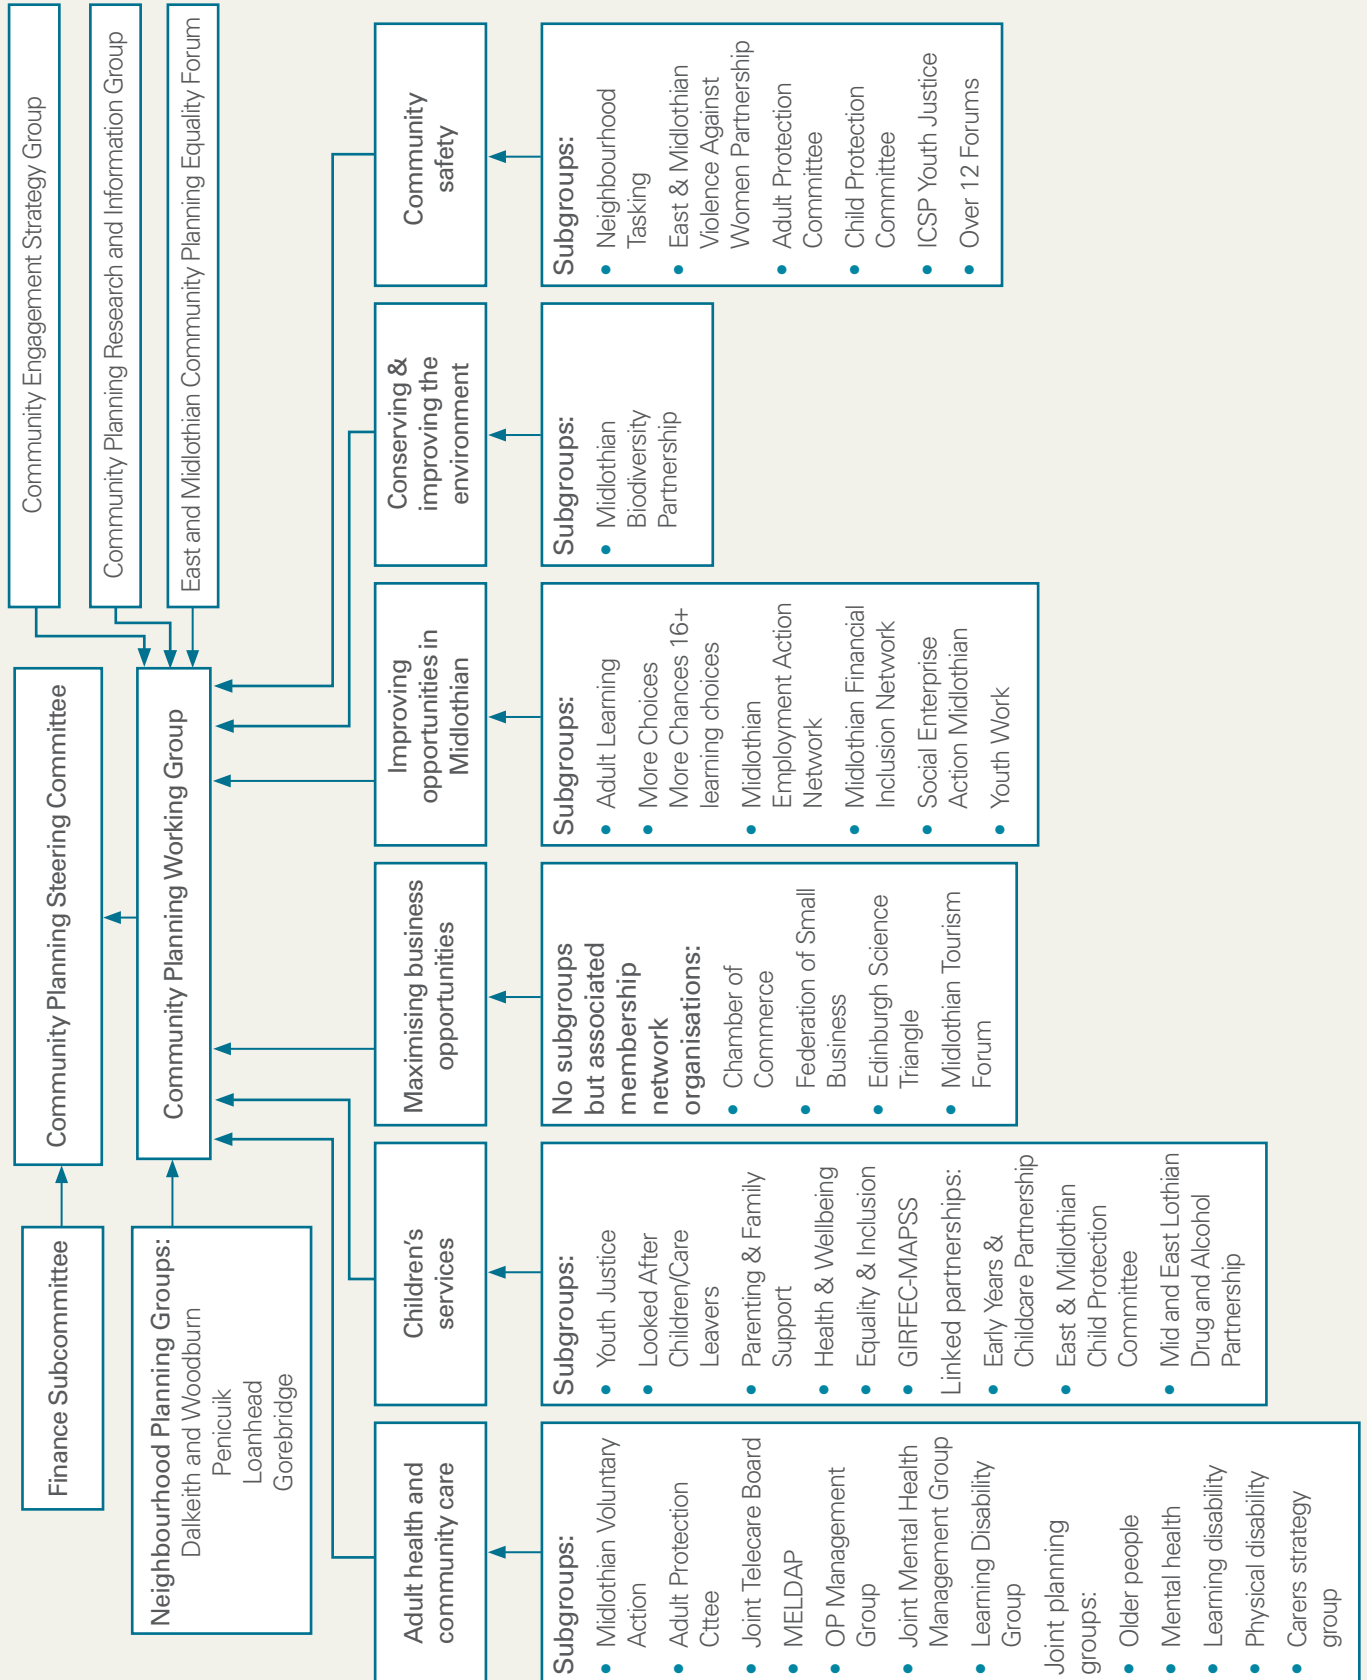 Finance Subcommittee
Community Planning Steering Committee
Community Engagement Strategy Group
Community Planning Research and Information Group
East and Midlothian Community Planning Equality Forum
Neighbourhood Planning Groups:
Dalkeith and Woodburn
Penicuik
Loanhead
Gorebridge
Community Planning Working Group
Adult health and
community care
Subgroups:
• Midlothian Voluntary
Action
• Adult Protection
Cttee
• Joint Telecare Board
• MELDAP
• OP Management
Group
• Joint Mental Health
Management Group
• Learning Disability
Group
Joint planning
groups:
• Older people
• Mental health
• Learning disability
• Physical disability
• Carers strategy
group
Children's
services
Subgroups:
• Youth Justice
• Looked After
Children/Care
Leavers
• Parenting & Family
Support
• Health & Wellbeing
• Equality & Inclusion
• GIRFEC-MAPSS
Linked partnerships:
• Early Years &
Childcare Partnership
• East & Midlothian
Child Protection
Committee
• Mid and East Lothian
Drug and Alcohol
Partnership
Maximising business
opportunities
No subgroups
but associated
membership
network
organisations:
• Chamber of
Commerce
• Federation of Small
Business
• Edinburgh Science
Triangle
• Midlothian Tourism
Forum
Improving
opportunities in
Midlothian
Subgroups:
• Adult Learning
• More Choices
More Chances 16+
learning choices
• Midlothian
Employment Action
Network
• Midlothian Financial
Inclusion Network
• Social Enterprise
Action Midlothian
• Youth Work
Conserving &
improving the
environment
Subgroups:
• Midlothian
Biodiversity
Partnership
Community
safety
Subgroups:
• Neighbourhood
Tasking
• East & Midlothian
Violence Against
Women Partnership
• Adult Protection
Committee
• Child Protection
Committee
• ICSP Youth Justice
• Over 12 Forums